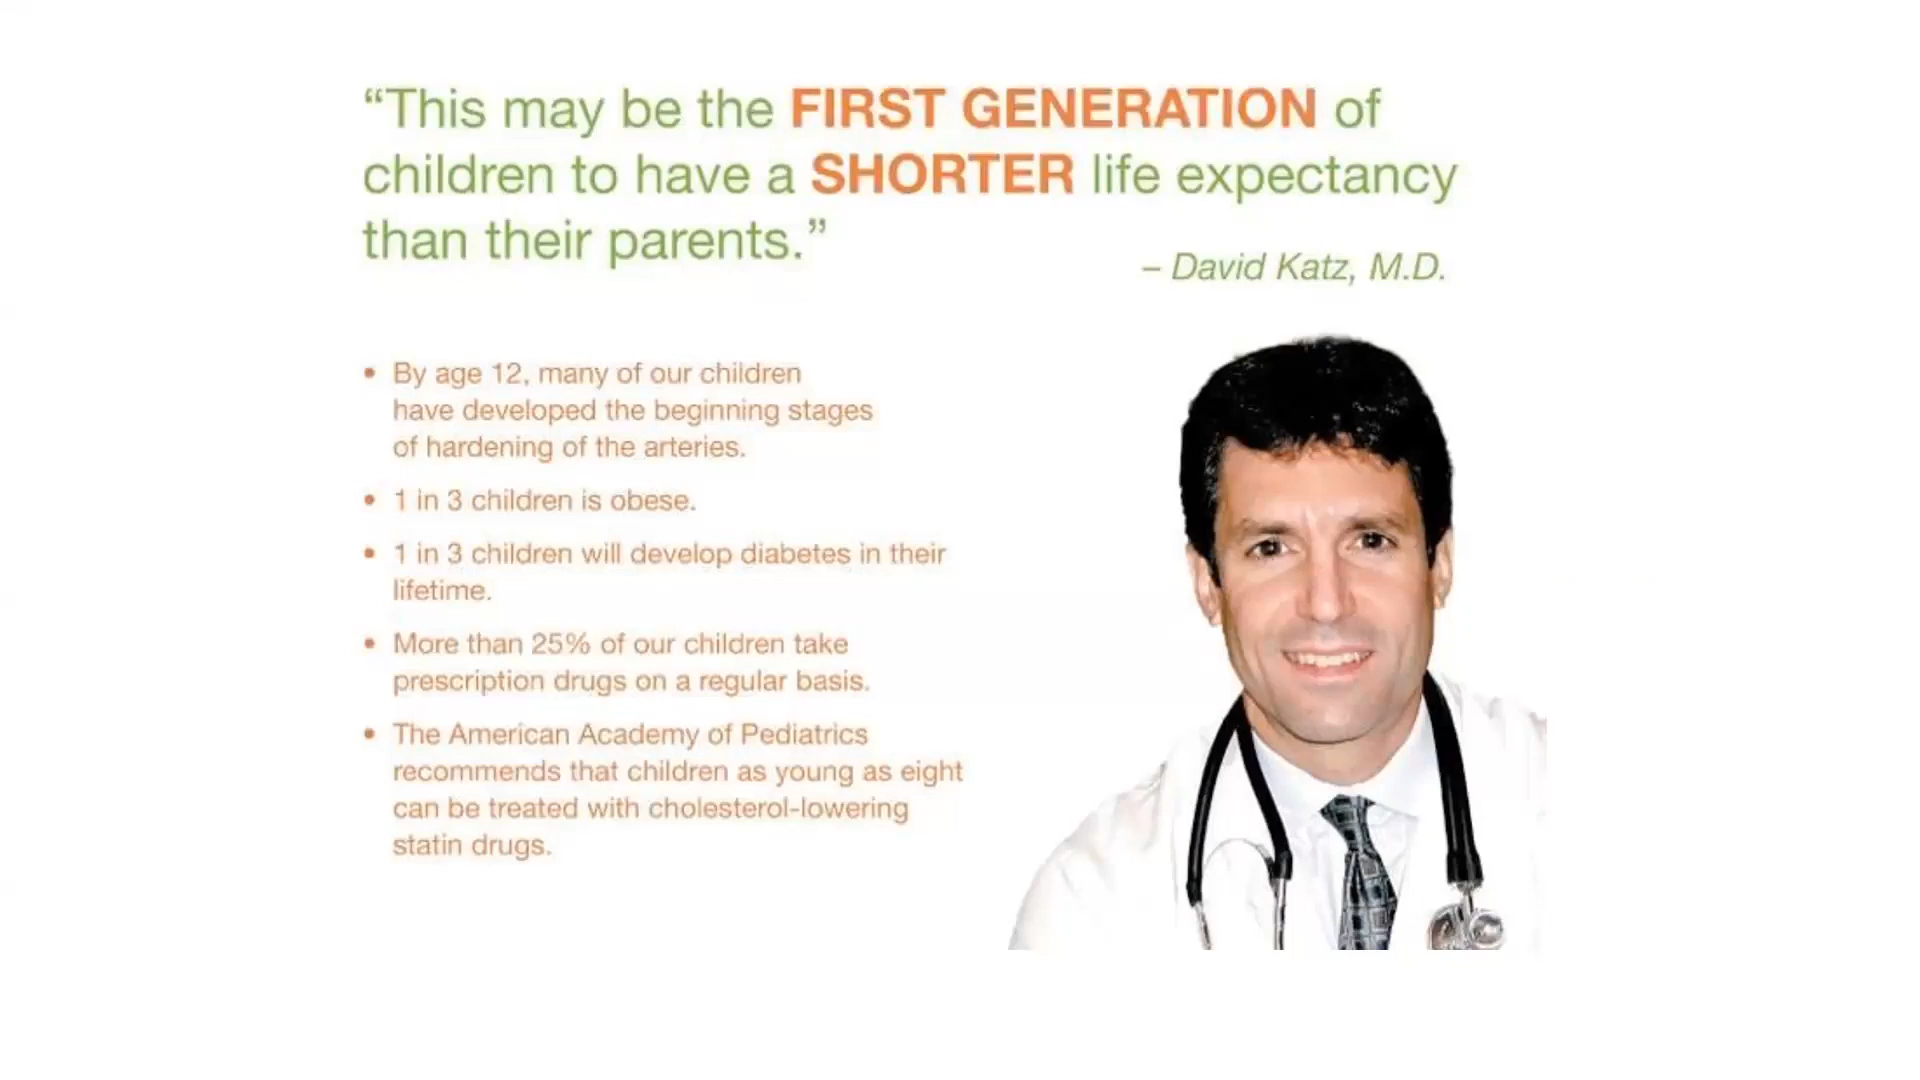 “This may be the FIRST GENERATION of
children to have a SHORTER life expectancy
than their parents.”
– David Katz, M.D.
• By age 12, many of our children
have developed the beginning stages
of hardening of the arteries.
• 1 in 3 children is obese.
• 1 in 3 children will develop diabetes in their
lifetime.
• More than 25% of our children take
prescription drugs on a regular basis.
• The American Academy of Pediatrics
recommends that children as young as eight
can be treated with cholesterol-lowering
statin drugs.